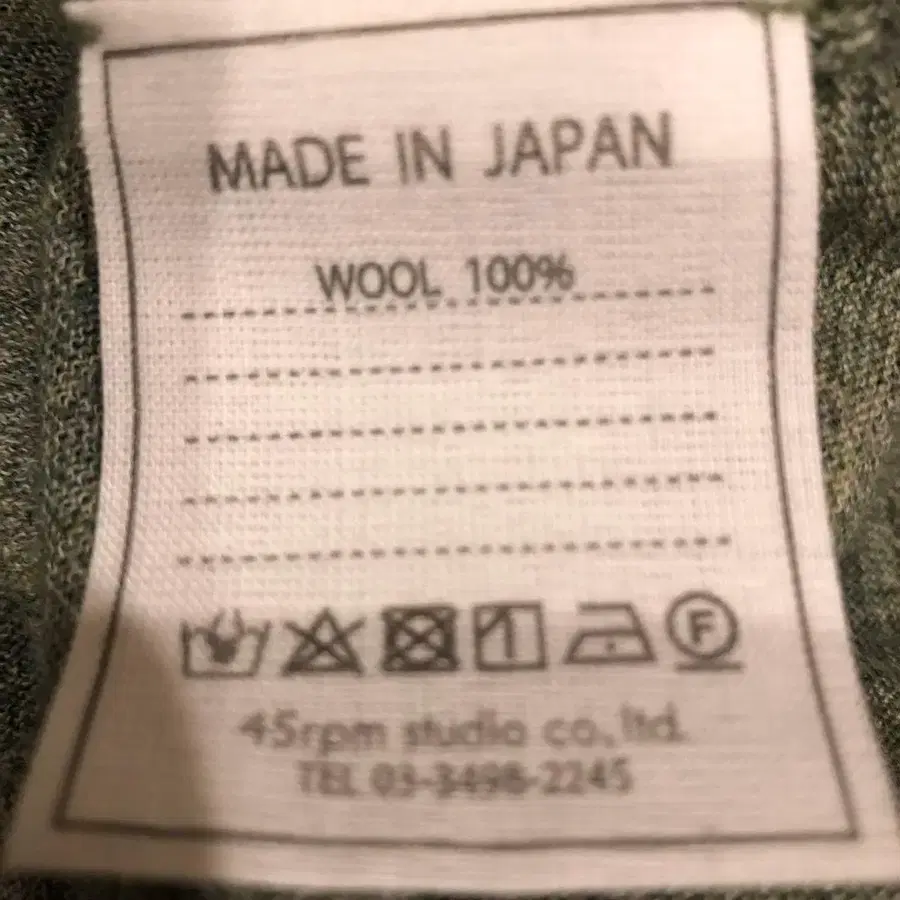 MADE IN JAPAN
WOOL 100%
F
45rpm studio co., ltd.
TEL 03-3498-2245